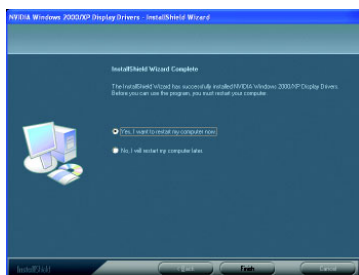 NVIDIA Windows 2000/XP Display Drivers - InstallShield Wizard
InstallShield Wizard Complete
The InstallShield Wizard has successfully installed NVIDIA Windows 2000/XP Display Drivers.
Before you can use the program, you must restart your computer.
Yes, I want to restart my computer now.
No, I will restart my computer later.
InstallShield
< Back
Finish
Cancel